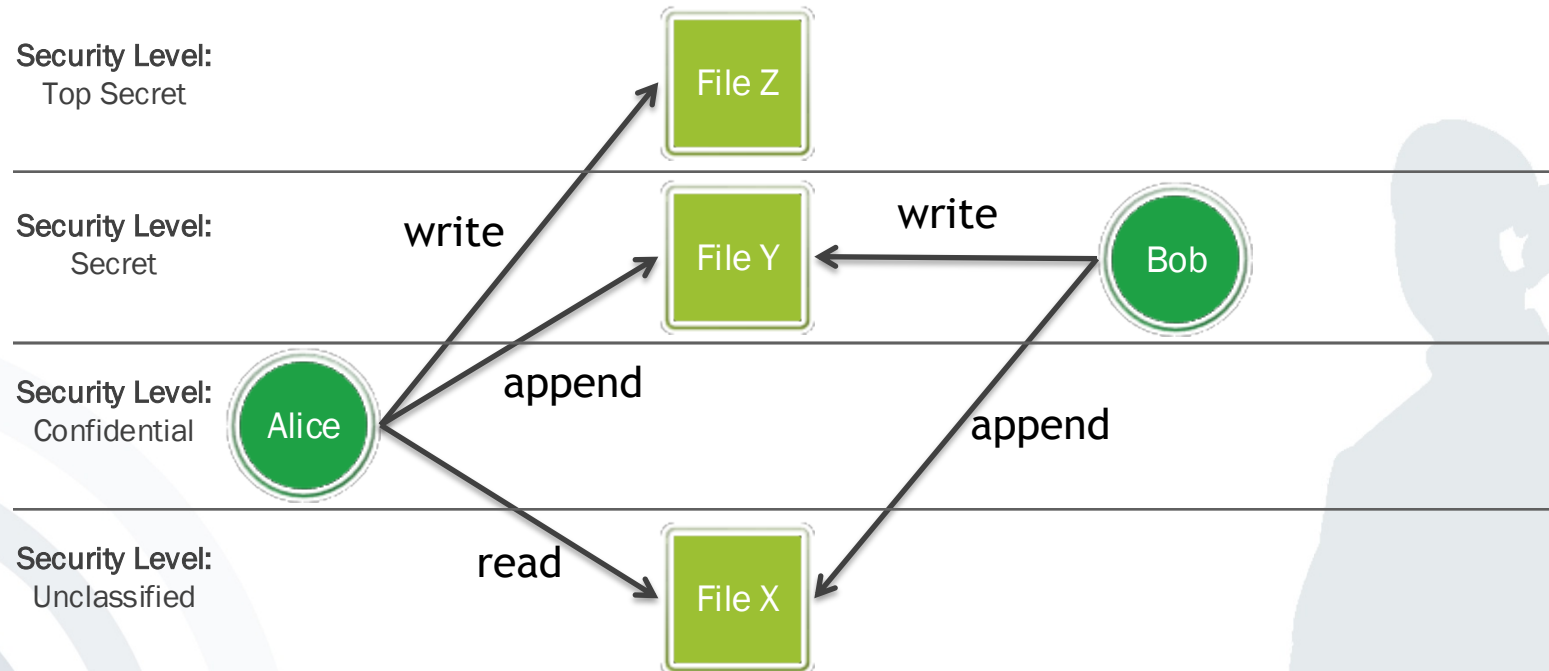 Security Level:
Top Secret
File Z
Security Level:
Secret
write
File Y
write
Bob
Security Level:
Confidential
Alice
append
append
Security Level:
Unclassified
read
File X